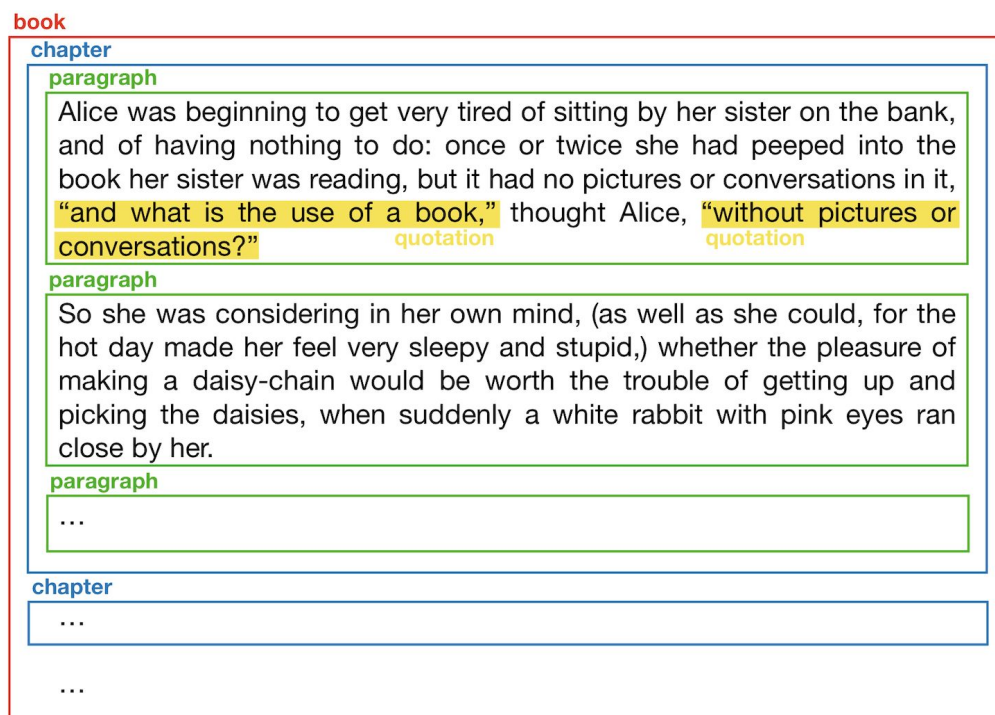 book
chapter
paragraph
Alice was beginning to get very tired of sitting by her sister on the bank,
and of having nothing to do: once or twice she had peeped into the
book her sister was reading, but it had no pictures or conversations in it,
“and what is the use of a book,” thought Alice, “without pictures or
conversations?”
quotation quotation
paragraph
So she was considering in her own mind, (as well as she could, for the
hot day made her feel very sleepy and stupid,) whether the pleasure of
making a daisy-chain would be worth the trouble of getting up and
picking the daisies, when suddenly a white rabbit with pink eyes ran
close by her.
paragraph
...
chapter
...
...